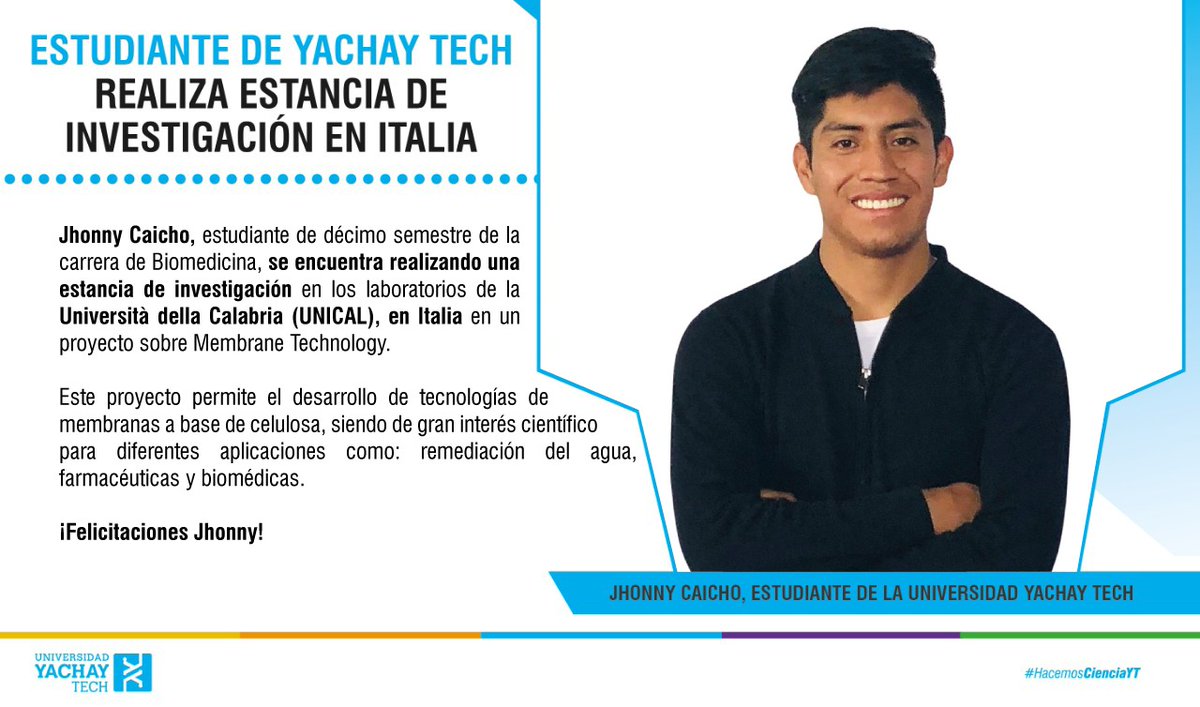 ESTUDIANTE DE YACHAY TECH
REALIZA ESTANCIA DE
INVESTIGACIÓN EN ITALIA
Jhonny Caicho, estudiante de décimo semestre de la
carrera de Biomedicina, se encuentra realizando una
estancia de investigación en los laboratorios de la
Università della Calabria (UNICAL), en Italia en un
proyecto sobre Membrane Technology.
Este proyecto permite el desarrollo de tecnologías de
membranas a base de celulosa, siendo de gran interés científico
para diferentes aplicaciones como: remediación del agua,
farmacéuticas y biomédicas.
¡Felicitaciones Jhonny!
JHONNY CAICHO, ESTUDIANTE DE LA UNIVERSIDAD YACHAY TECH
UNIVERSIDAD
YACHAY
TECH
#HacemosCienciaYT